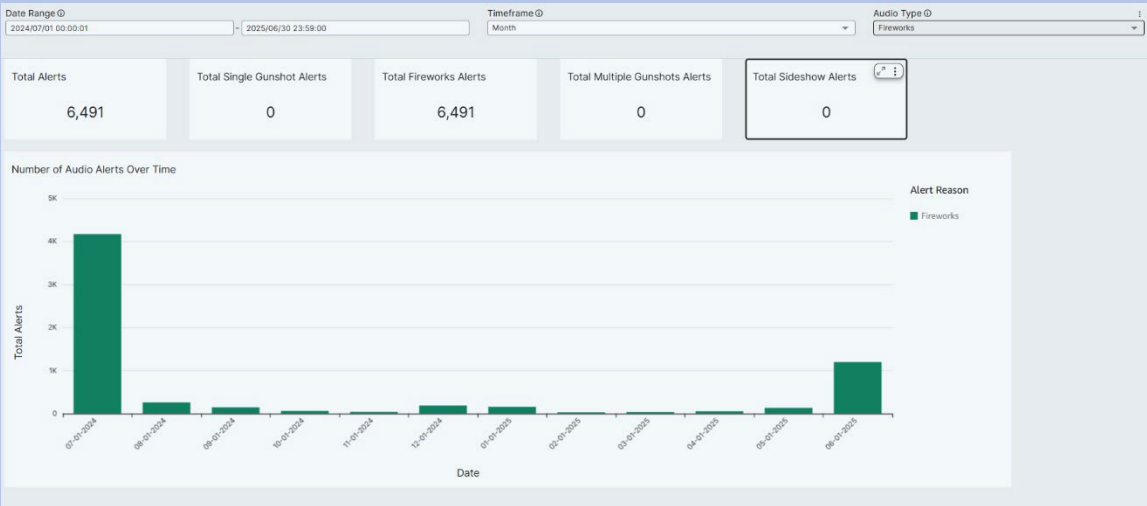 Date Range ⓘ Timeframe ⓘ Audio Type ⓘ
2024/07/01 00:00:01 - 2025/06/30 23:59:00 Month Fireworks
Total Alerts Total Single Gunshot Alerts Total Fireworks Alerts Total Multiple Gunshots Alerts Total Sideshow Alerts
6,491 0 6,491 0 0
Number of Audio Alerts Over Time
Alert Reason
Fireworks
5K
4K
3K
2K
1K
0
Total Alerts
07-01-2024 08-01-2024 09-01-2024 10-01-2024 11-01-2024 12-01-2024 01-01-2025 02-01-2025 03-01-2025 04-01-2025 05-01-2025 06-01-2025
Date